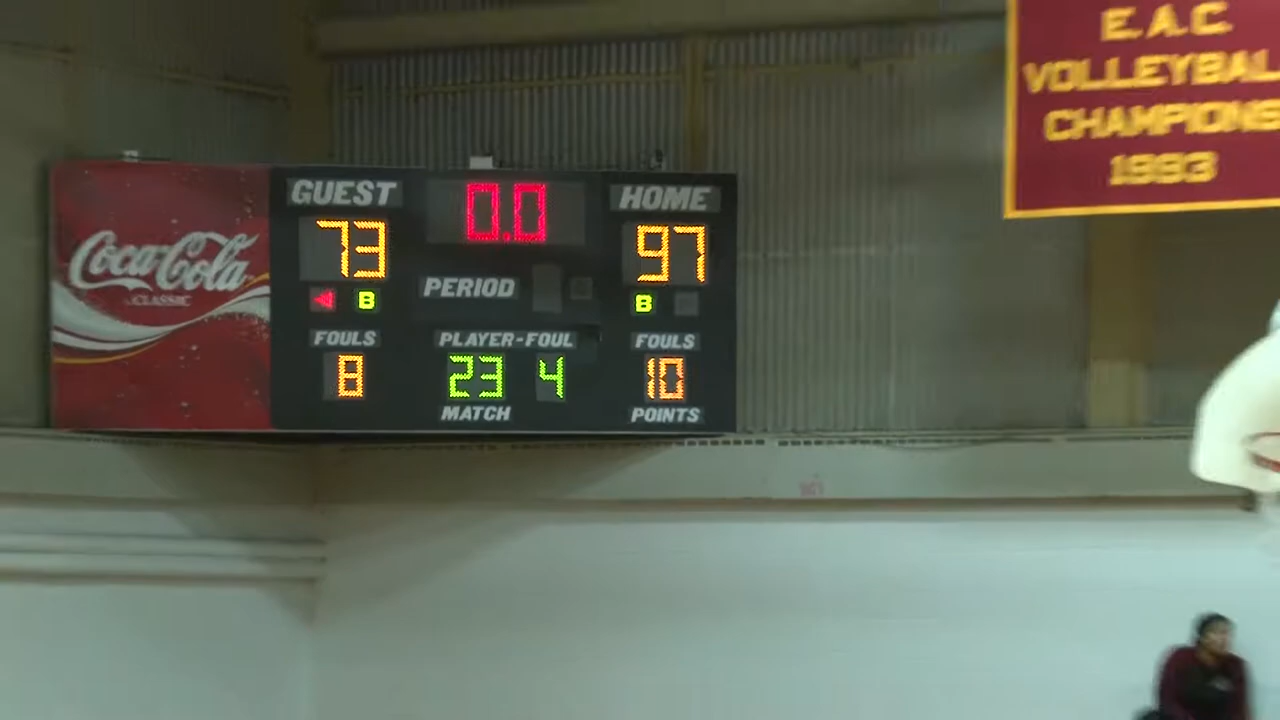 E.A.C.
VOLLEYBAL
CHAMPIONS
1993
Coca-Cola
CLASSIC
GUEST
0.0
HOME
73
97
PERIOD
B
B
FOULS
PLAYER-FOUL
FOULS
8
23 4
10
MATCH
POINTS